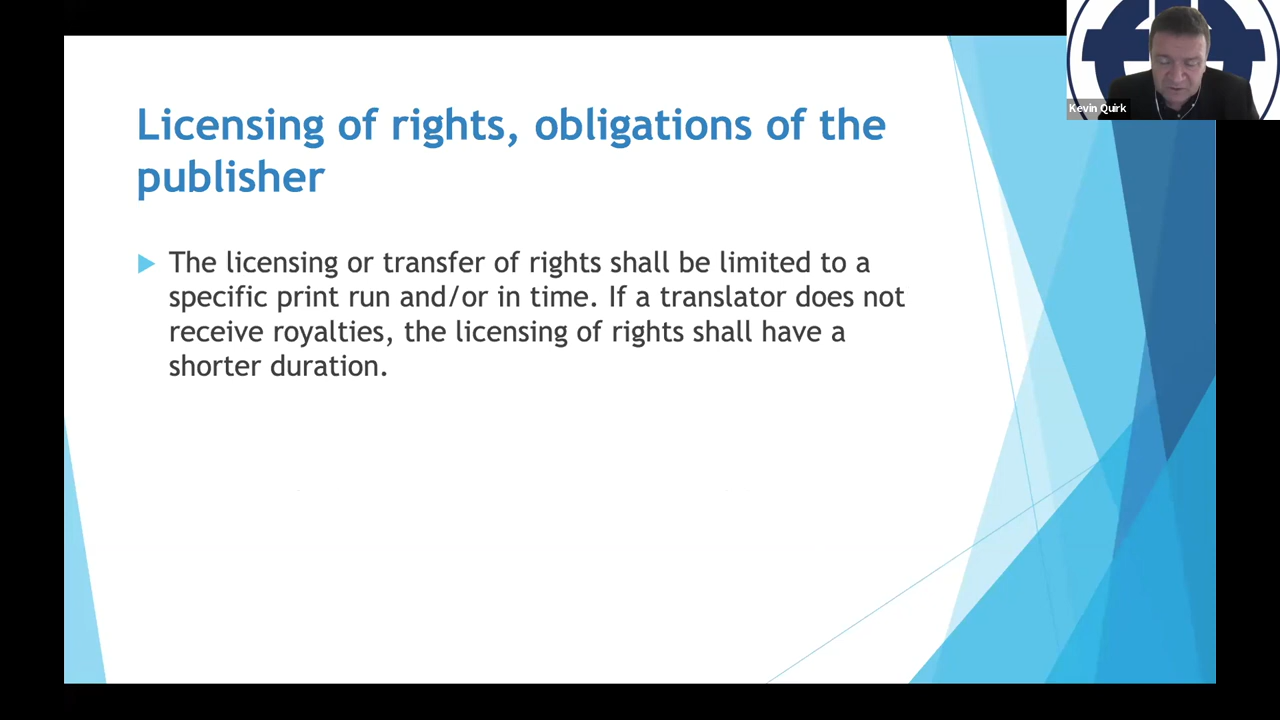 Licensing of rights, obligations of the
publisher
The licensing or transfer of rights shall be limited to a
specific print run and/or in time. If a translator does not
receive royalties, the licensing of rights shall have a
shorter duration.
Kevin Quirk